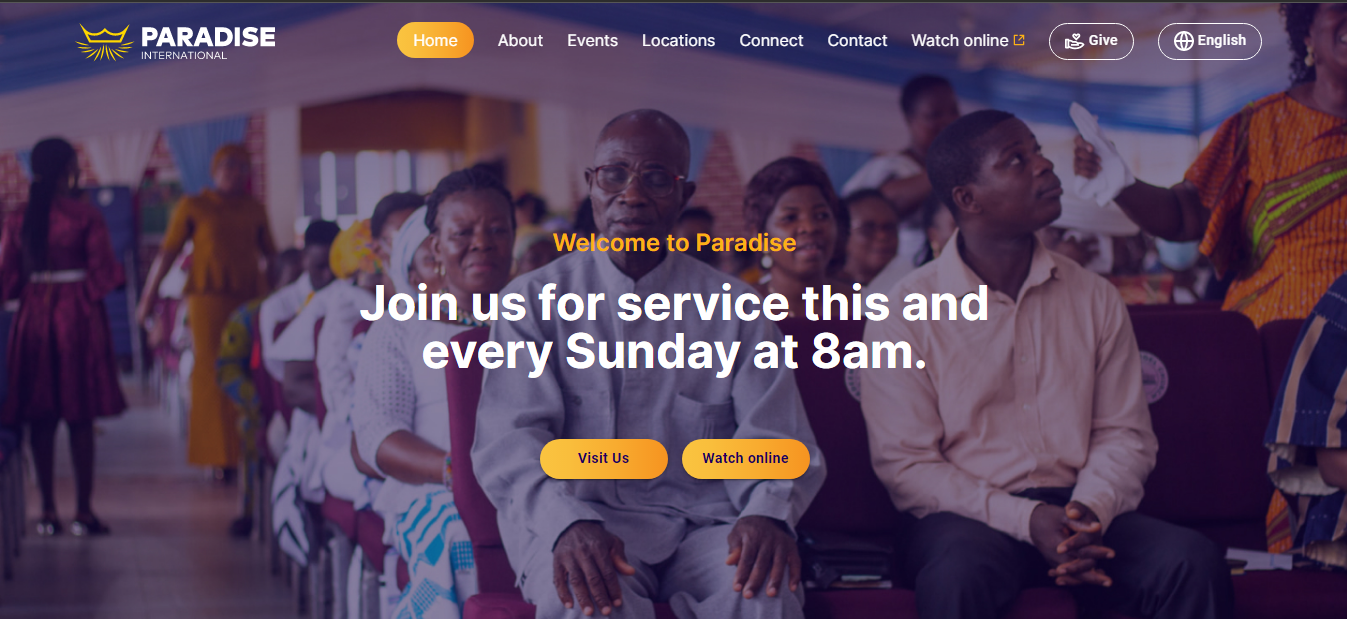 PARADISE
INTERNATIONAL
Home
About
Events
Locations
Connect
Contact
Watch online
Give
English
Welcome to Paradise
Join us for service this and
every Sunday at 8am.
Visit Us
Watch online